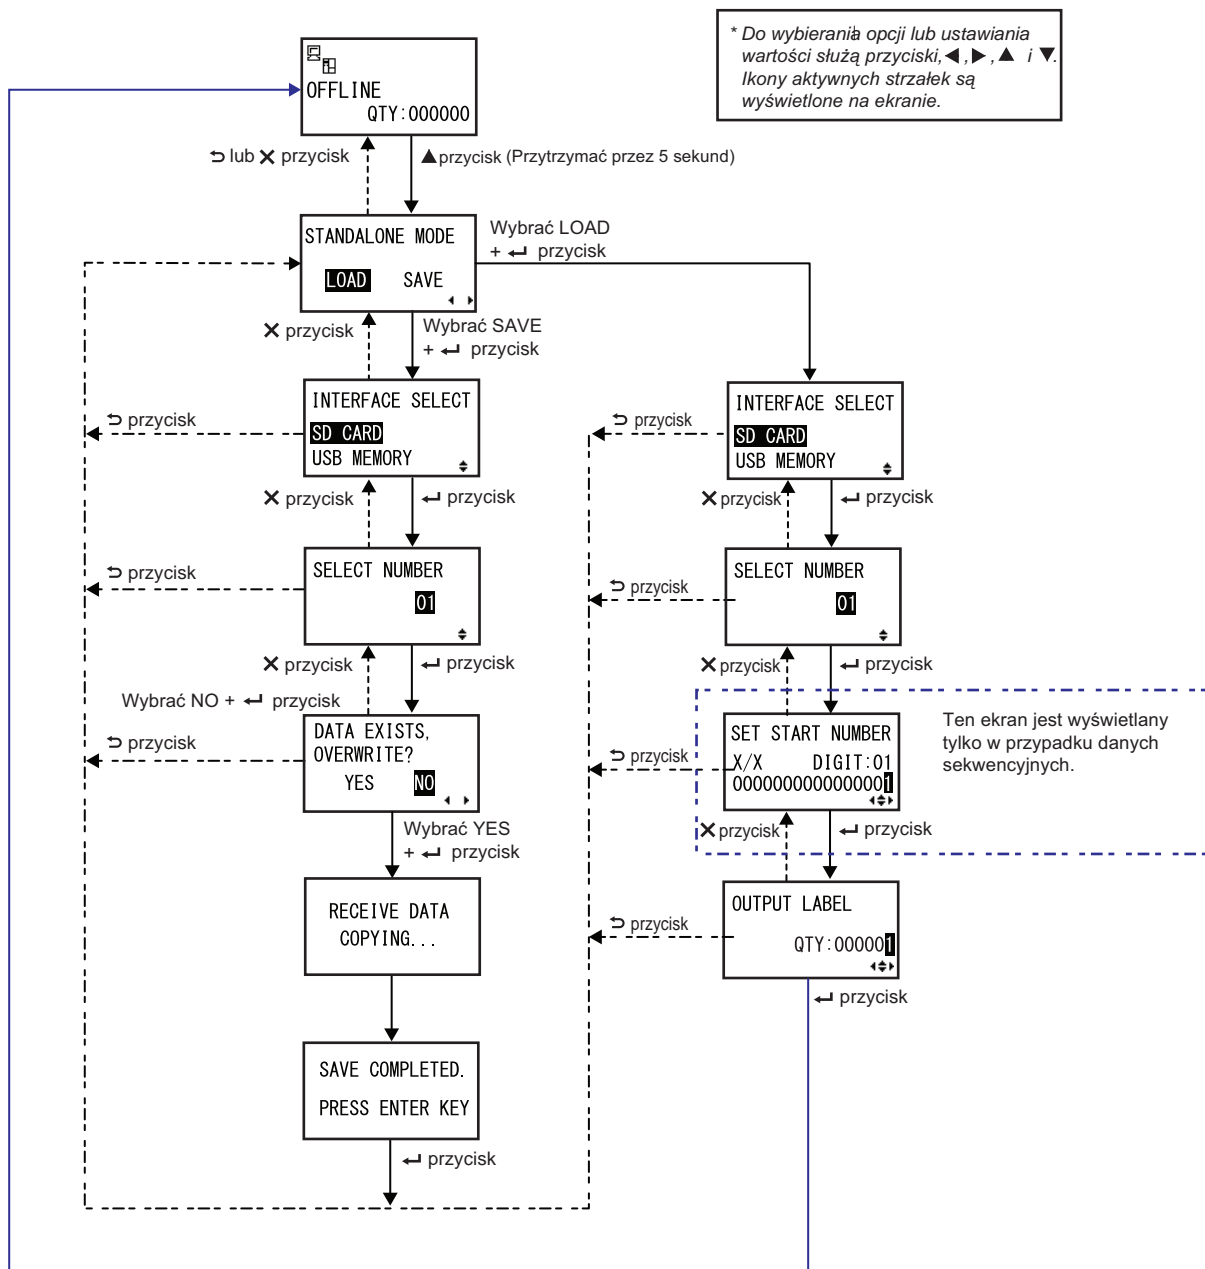 * Do wybierania opcji lub ustawiania
wartości służą przyciski,◀ ,▶ , ▲ i ▼.
Ikony aktywnych strzałek są
wyświetlone na ekranie.
OFFLINE
QTY:000000
⮌ lub ✕ przycisk
▲ przycisk (Przytrzymać przez 5 sekund)
STANDALONE MODE
LOAD SAVE
Wybrać LOAD
+ ↵ przycisk
✕ przycisk
Wybrać SAVE
+ ↵ przycisk
INTERFACE SELECT
SD CARD
USB MEMORY
⮌ przycisk
✕ przycisk
↵ przycisk
SELECT NUMBER
01
⮌ przycisk
✕ przycisk
↵ przycisk
Wybrać NO + ↵ przycisk
DATA EXISTS,
OVERWRITE?
YES NO
⮌ przycisk
Wybrać YES
+ ↵ przycisk
RECEIVE DATA
COPYING...
SAVE COMPLETED.
PRESS ENTER KEY
↵ przycisk
INTERFACE SELECT
SD CARD
USB MEMORY
⮌ przycisk
✕ przycisk
↵ przycisk
SELECT NUMBER
01
⮌ przycisk
✕ przycisk
↵ przycisk
SET START NUMBER
X/X DIGIT:01
0000000000000001
Ten ekran jest wyświetlany
tylko w przypadku danych
sekwencyjnych.
⮌ przycisk
✕ przycisk
↵ przycisk
OUTPUT LABEL
QTY:000001
⮌ przycisk
↵ przycisk